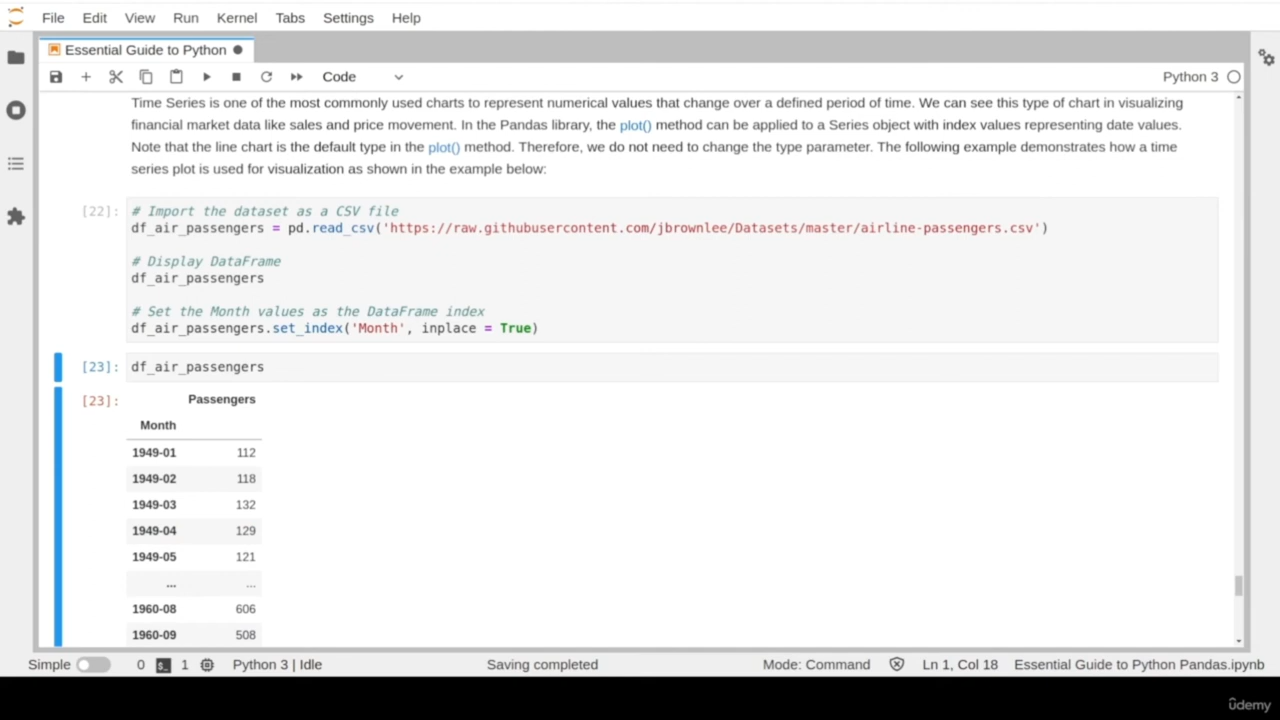 File Edit View Run Kernel Tabs Settings Help
Essential Guide to Python
Code
Python 3
Time Series is one of the most commonly used charts to represent numerical values that change over a defined period of time. We can see this type of chart in visualizing
financial market data like sales and price movement. In the Pandas library, the plot() method can be applied to a Series object with index values representing date values.
Note that the line chart is the default type in the plot() method. Therefore, we do not need to change the type parameter. The following example demonstrates how a time
series plot is used for visualization as shown in the example below:
[22]: # Import the dataset as a CSV file
df_air_passengers = pd.read_csv('https://raw.githubusercontent.com/jbrownlee/Datasets/master/airline-passengers.csv')
# Display DataFrame
df_air_passengers
# Set the Month values as the DataFrame index
df_air_passengers.set_index('Month', inplace = True)
[23]: df_air_passengers
[23]: Passengers
Month
1949-01 112
1949-02 118
1949-03 132
1949-04 129
1949-05 121
... ...
1960-08 606
1960-09 508
Simple 0 $_ 1 Python 3 | Idle Saving completed Mode: Command Ln 1, Col 18 Essential Guide to Python Pandas.ipynb
ûdemy